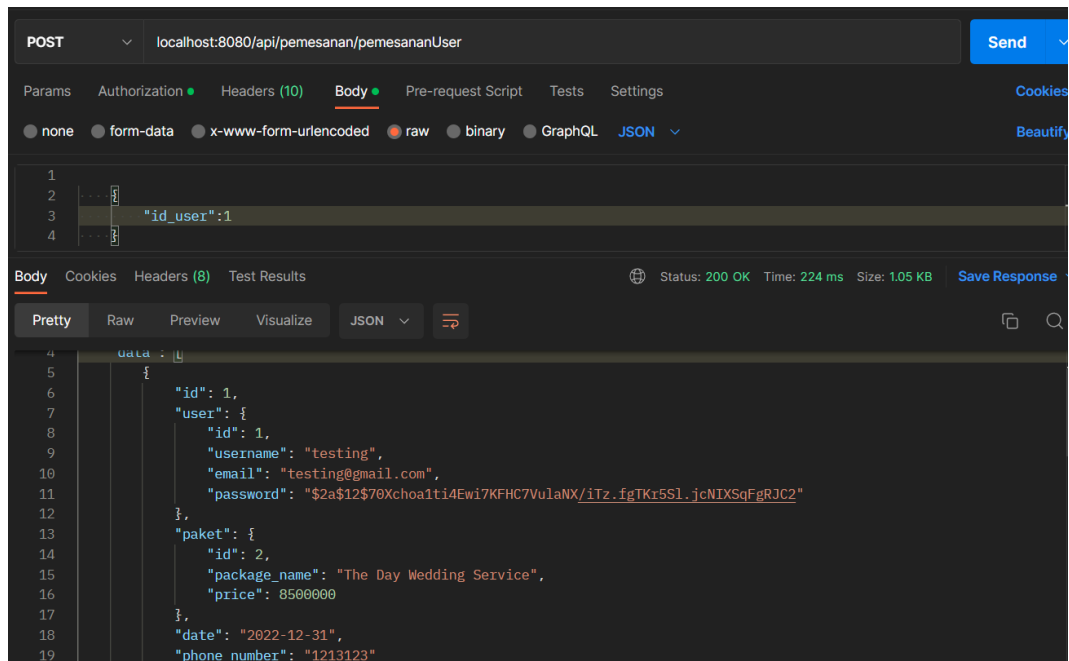 POST localhost:8080/api/pemesanan/pemesananUser Send
Params Authorization Headers (10) Body Pre-request Script Tests Settings Cookies
none form-data x-www-form-urlencoded raw binary GraphQL JSON Beautify
1
2 {
3 "id_user":1
4 }
Body Cookies Headers (8) Test Results Status: 200 OK Time: 224 ms Size: 1.05 KB Save Response
Pretty Raw Preview Visualize JSON
4 data : [
5 {
6 "id": 1,
7 "user": {
8 "id": 1,
9 "username": "testing",
10 "email": "testing@gmail.com",
11 "password": "$2a$12$70Xchoa1ti4Ewi7KFHC7VulaNX/iTz.fgTKr5Sl.jcNIXSqFgRJC2"
12 },
13 "paket": {
14 "id": 2,
15 "package_name": "The Day Wedding Service",
16 "price": 8500000
17 },
18 "date": "2022-12-31",
19 "phone_number": "1213123"